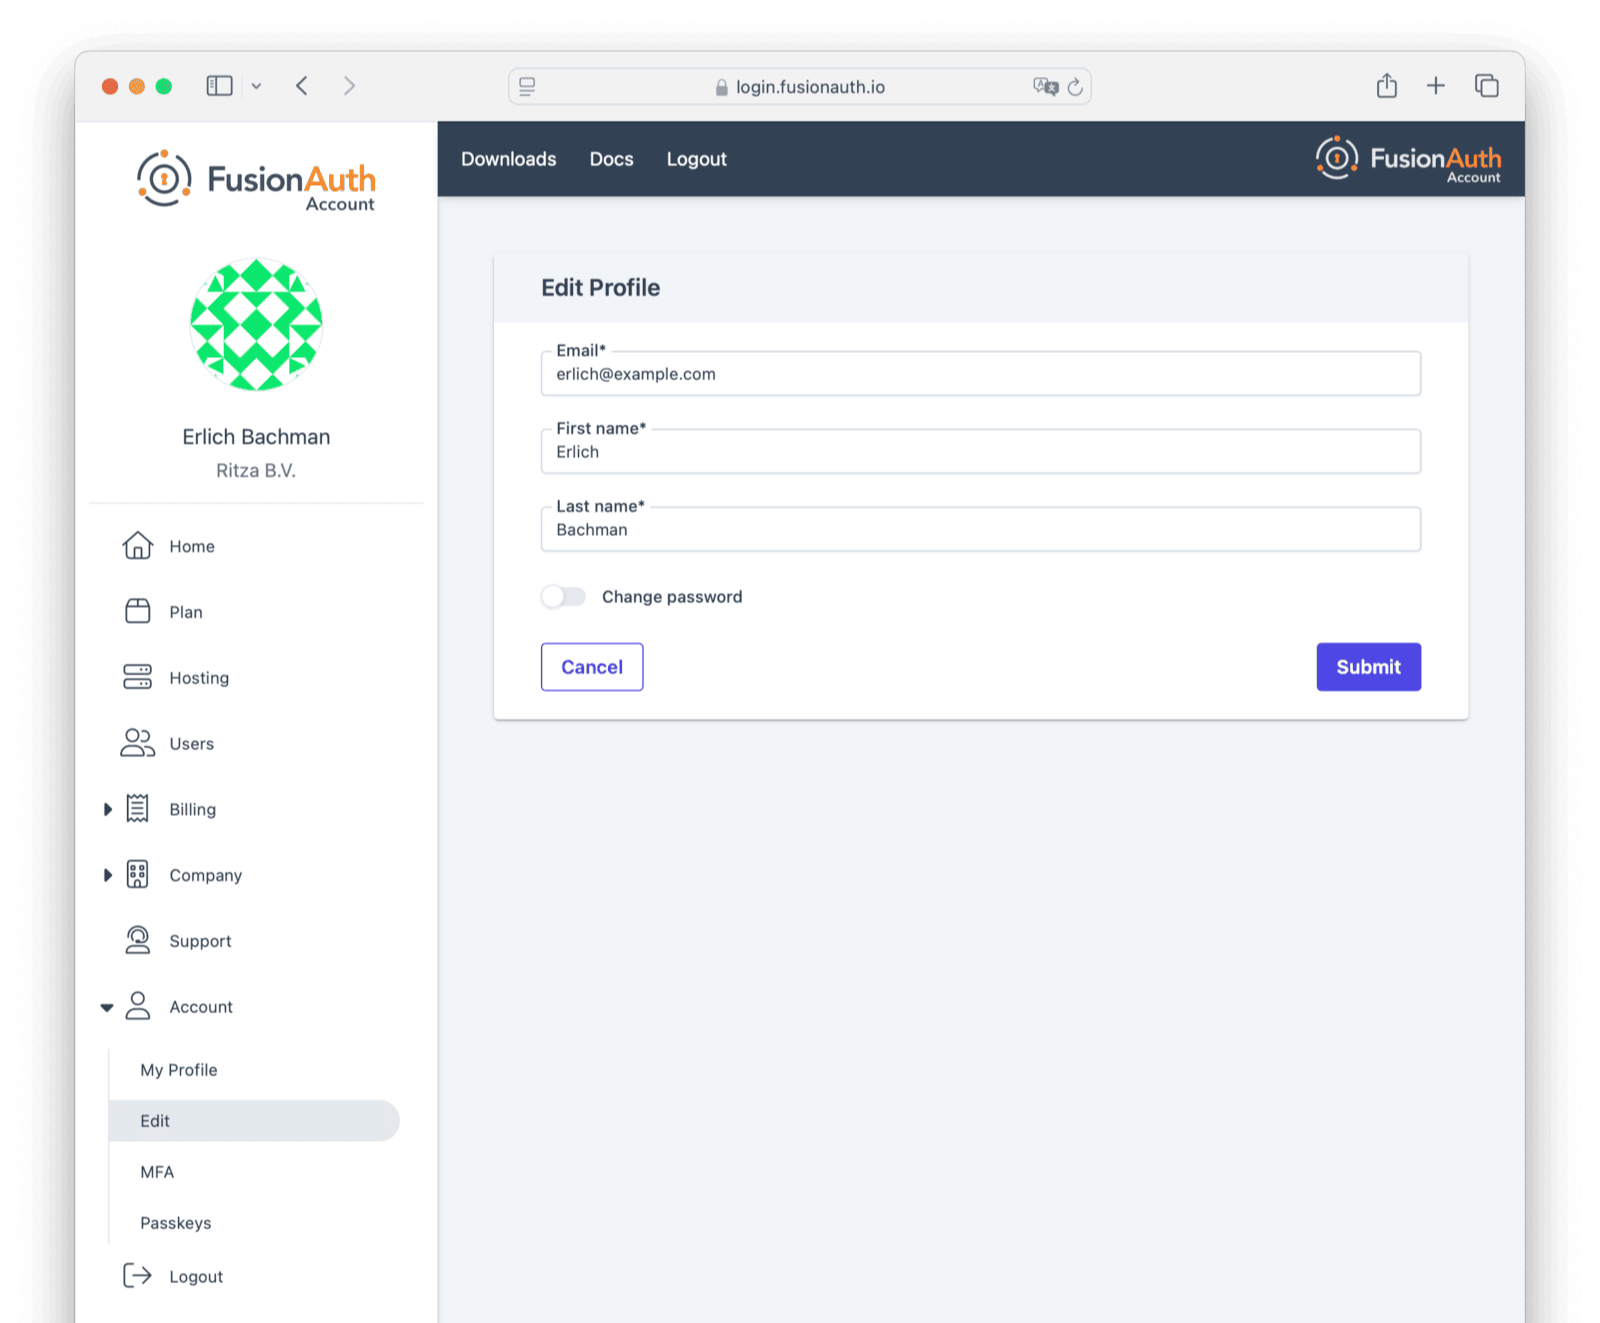 login.fusionauth.io
FusionAuth
Account
Erlich Bachman
Ritza B.V.
Home
Plan
Hosting
Users
Billing
Company
Support
Account
My Profile
Edit
MFA
Passkeys
Logout
Downloads Docs Logout
FusionAuth
Account
Edit Profile
Email*
erlich@example.com
First name*
Erlich
Last name*
Bachman
Change password
Cancel Submit